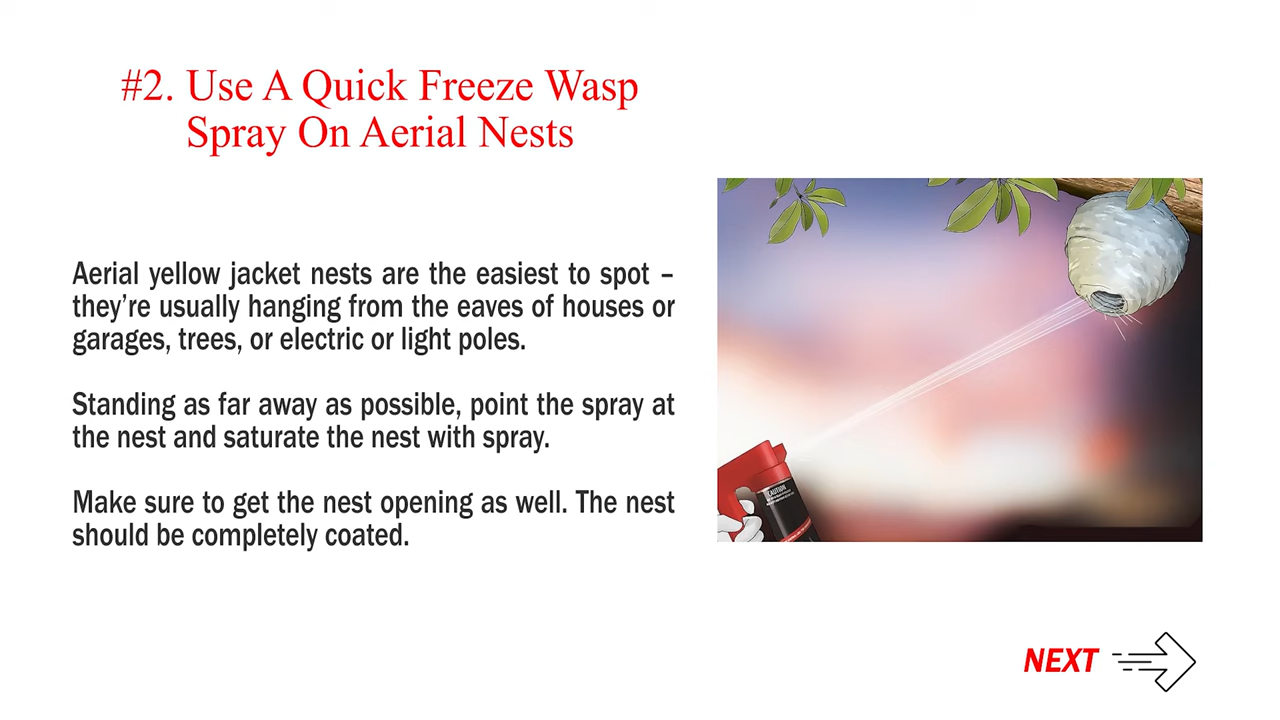 #2. Use A Quick Freeze Wasp
Spray On Aerial Nests
Aerial yellow jacket nests are the easiest to spot –
they’re usually hanging from the eaves of houses or
garages, trees, or electric or light poles.
Standing as far away as possible, point the spray at
the nest and saturate the nest with spray.
Make sure to get the nest opening as well. The nest
should be completely coated.
CAUTION
NEXT